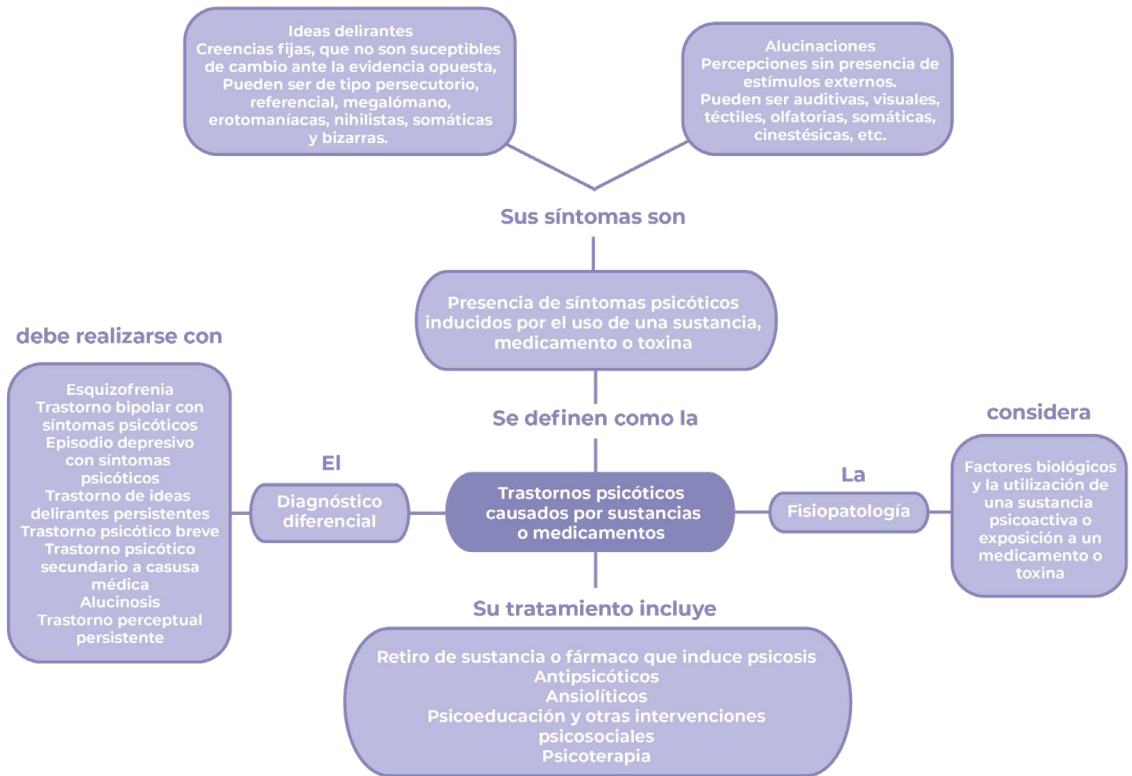 Ideas delirantes
Creencias fijas, que no son suceptibles
de cambio ante la evidencia opuesta,
Pueden ser de tipo persecutorio,
referencial, megalómano,
erotomaníacas, nihilistas, somáticas
y bizarras.
Alucinaciones
Percepciones sin presencia de
estímulos externos.
Pueden ser auditivas, visuales,
téctiles, olfatorias, somáticas,
cinestésicas, etc.
Sus síntomas son
Presencia de síntomas psicóticos
inducidos por el uso de una sustancia,
medicamento o toxina
debe realizarse con
Esquizofrenia
Trastorno bipolar con
síntomas psicóticos
Episodio depresivo
con síntomas
psicóticos
Trastorno de ideas
delirantes persistentes
Trastorno psicótico breve
Trastorno psicótico
secundario a casusa
médica
Alucinosis
Trastorno perceptual
persistente
El
Diagnóstico
diferencial
Se definen como la
Trastornos psicóticos
causados por sustancias
o medicamentos
La
Fisiopatología
considera
Factores biológicos
y la utilización de
una sustancia
psicoactiva o
exposición a un
medicamento o
toxina
Su tratamiento incluye
Retiro de sustancia o fármaco que induce psicosis
Antipsicóticos
Ansiolíticos
Psicoeducación y otras intervenciones
psicosociales
Psicoterapia